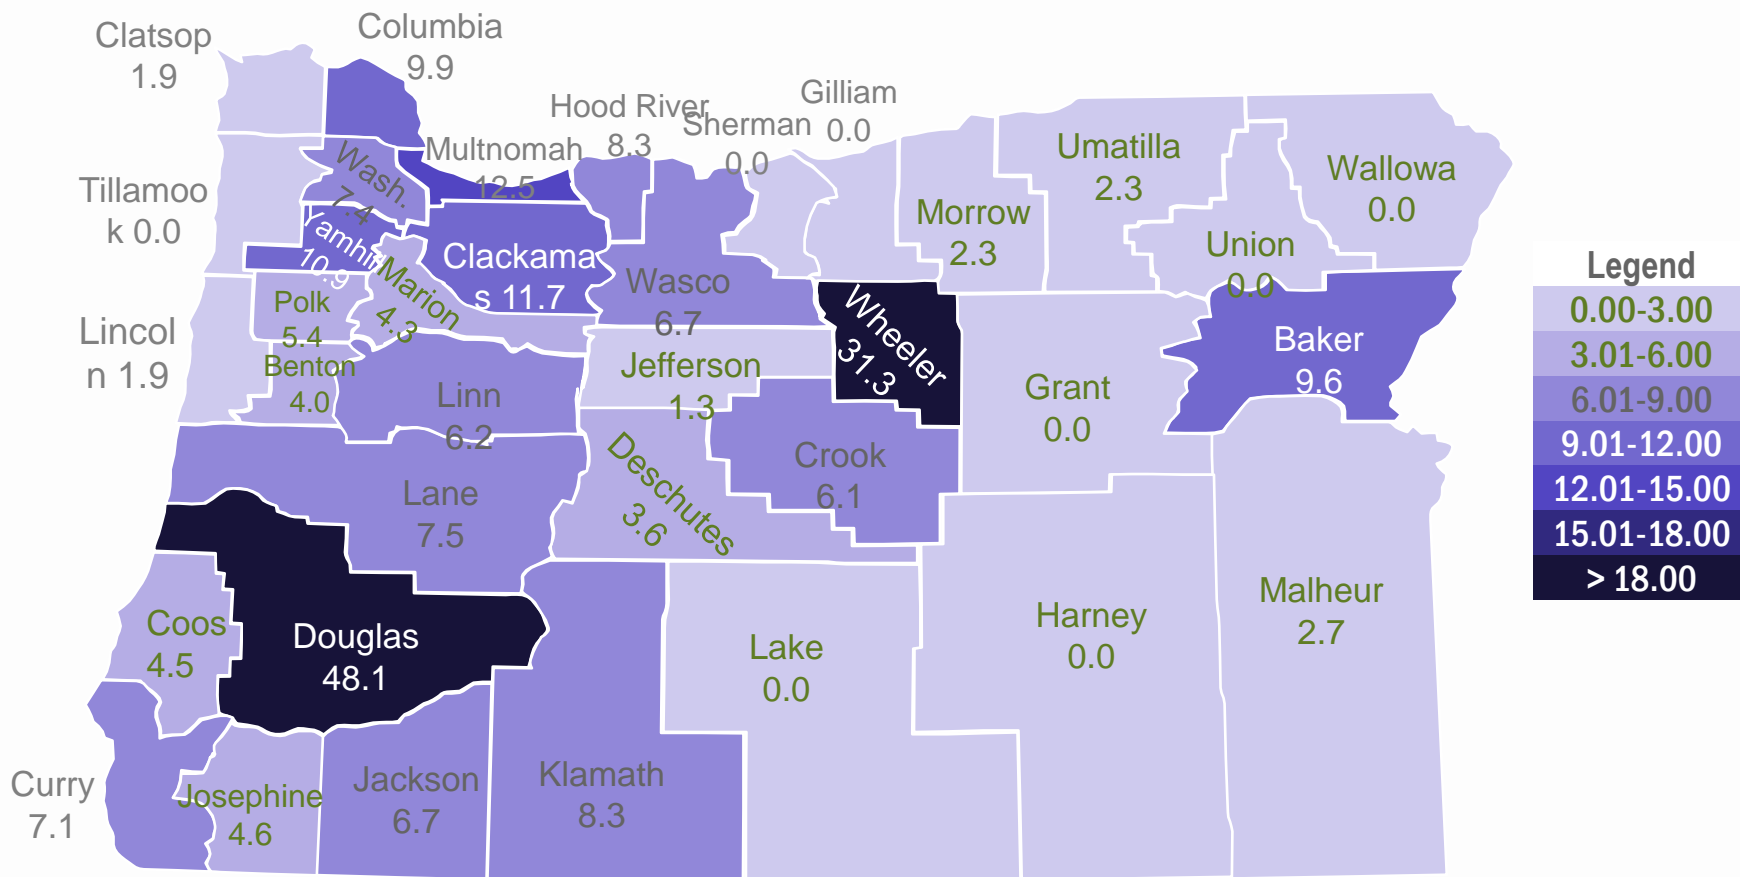 Clatsop
1.9
Columbia
9.9
Hood River
8.3
Sherman
0.0
Gilliam
0.0
Multnomah
12.5
Wash.
7.4
Tillamoo
k 0.0
Yamhill
10.9
Clackama
s 11.7
Marion
4.3
Polk
5.4
Lincol
n 1.9
Benton
4.0
Linn
6.2
Wasco
6.7
Jefferson
1.3
Wheeler
31.3
Morrow
2.3
Umatilla
2.3
Union
0.0
Wallowa
0.0
Baker
9.6
Grant
0.0
Crook
6.1
Deschutes
3.6
Lane
7.5
Douglas
48.1
Coos
4.5
Curry
7.1
Josephine
4.6
Jackson
6.7
Klamath
8.3
Lake
0.0
Harney
0.0
Malheur
2.7
Legend
0.00-3.00
3.01-6.00
6.01-9.00
9.01-12.00
12.01-15.00
15.01-18.00
> 18.00